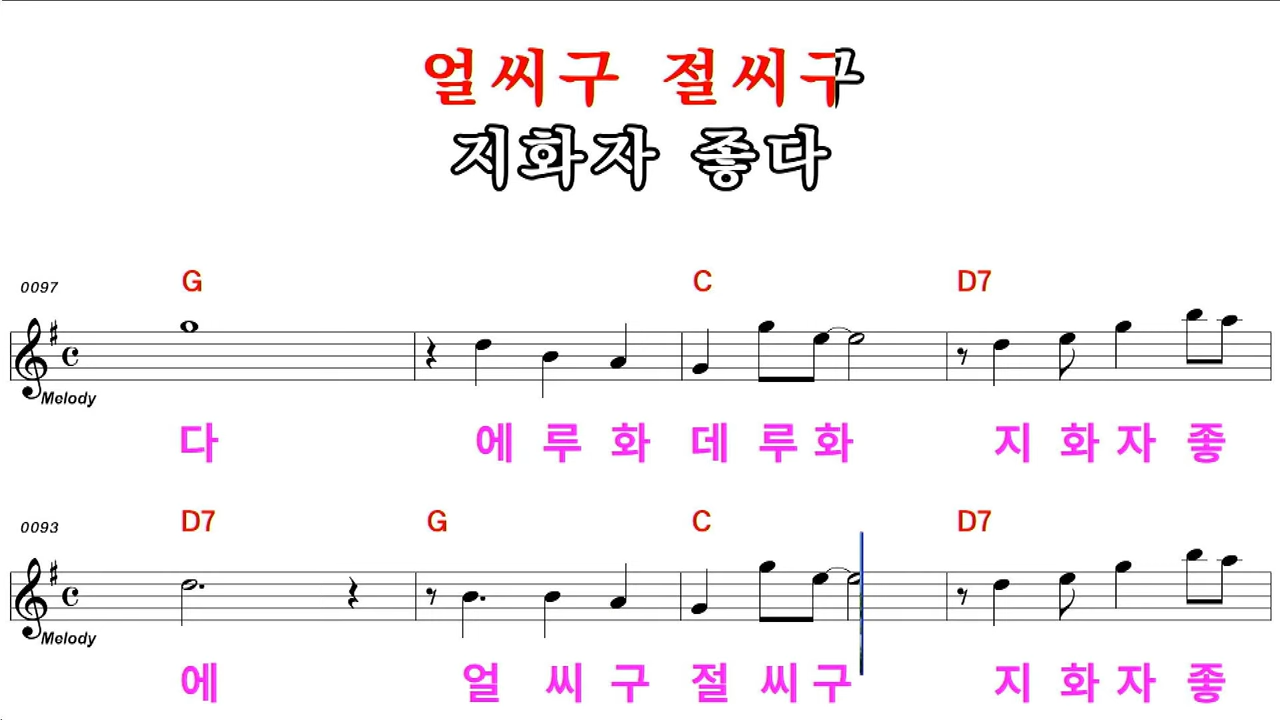 얼씨구 절씨구
지화자 좋다
0097 G C D7
Melody
다 에 루 화 데 루 화 지 화 자 좋
0093 D7 G C D7
Melody
에 얼 씨 구 절 씨 구 지 화 자 좋